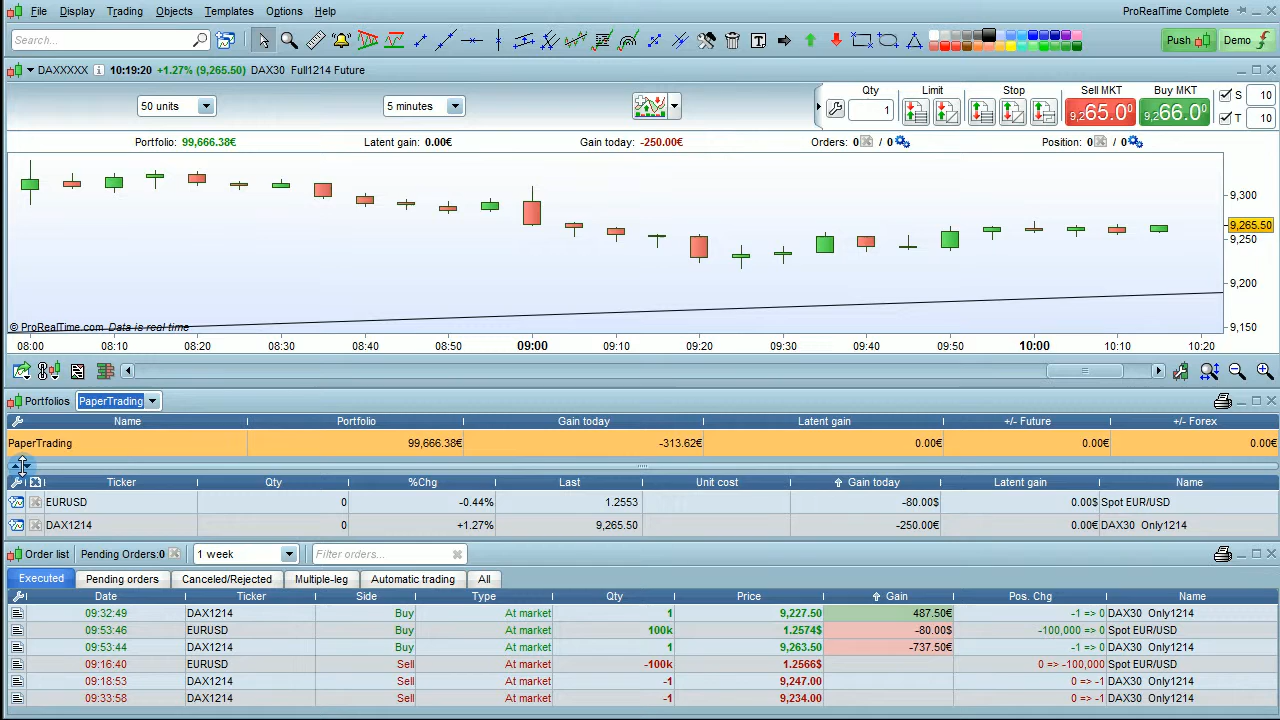 File Display Trading Objects Templates Options Help ProRealTime Complete
Search... Push Demo
DAXXXXX 10:19:20 +1.27% (9,265.50) DAX30 Full1214 Future
50 units 5 minutes Qty 1 Limit Stop Sell MKT 9,265.00 Buy MKT 9,266.00 S 10
T 10
Portfolio: 99,666.38€ Latent gain: 0.00€ Gain today: -250.00€ Orders: 0 / 0 Position: 0 / 0
9,300
9,265.50
9,250
9,200
9,150
© ProRealTime.com Data is real time
08:00 08:10 08:20 08:30 08:40 08:50 09:00 09:10 09:20 09:30 09:40 09:50 10:00 10:10 10:20
Portfolios PaperTrading
Name Portfolio Gain today Latent gain +/- Future +/- Forex
PaperTrading 99,666.38€ -313.62€ 0.00€ 0.00€ 0.00€
Ticker Qty %Chg Last Unit cost Gain today Latent gain Name
EURUSD 0 -0.44% 1.2553 -80.00$ 0.00$ Spot EUR/USD
DAX1214 0 +1.27% 9,265.50 -250.00€ 0.00€ DAX30 Only1214
Order list Pending Orders:0 1 week Filter orders...
Executed Pending orders Canceled/Rejected Multiple-leg Automatic trading All
Date Ticker Side Type Qty Price Gain Pos. Chg Name
09:32:49 DAX1214 Buy At market 1 9,227.50 487.50€ -1 => 0 DAX30 Only1214
09:53:46 EURUSD Buy At market 100k 1.2574$ -80.00$ -100,000 => 0 Spot EUR/USD
09:53:44 DAX1214 Buy At market 1 9,263.50 -737.50€ -1 => 0 DAX30 Only1214
09:16:40 EURUSD Sell At market -100k 1.2566$ 0 => -100,000 Spot EUR/USD
09:18:53 DAX1214 Sell At market -1 9,247.00 0 => -1 DAX30 Only1214
09:33:58 DAX1214 Sell At market -1 9,234.00 0 => -1 DAX30 Only1214